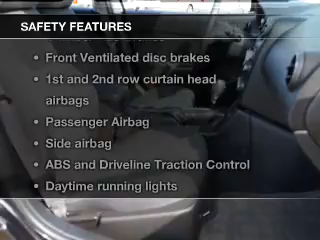 SAFETY FEATURES
• Front Ventilated disc brakes
• 1st and 2nd row curtain head
airbags
• Passenger Airbag
• Side airbag
• ABS and Driveline Traction Control
• Daytime running lights